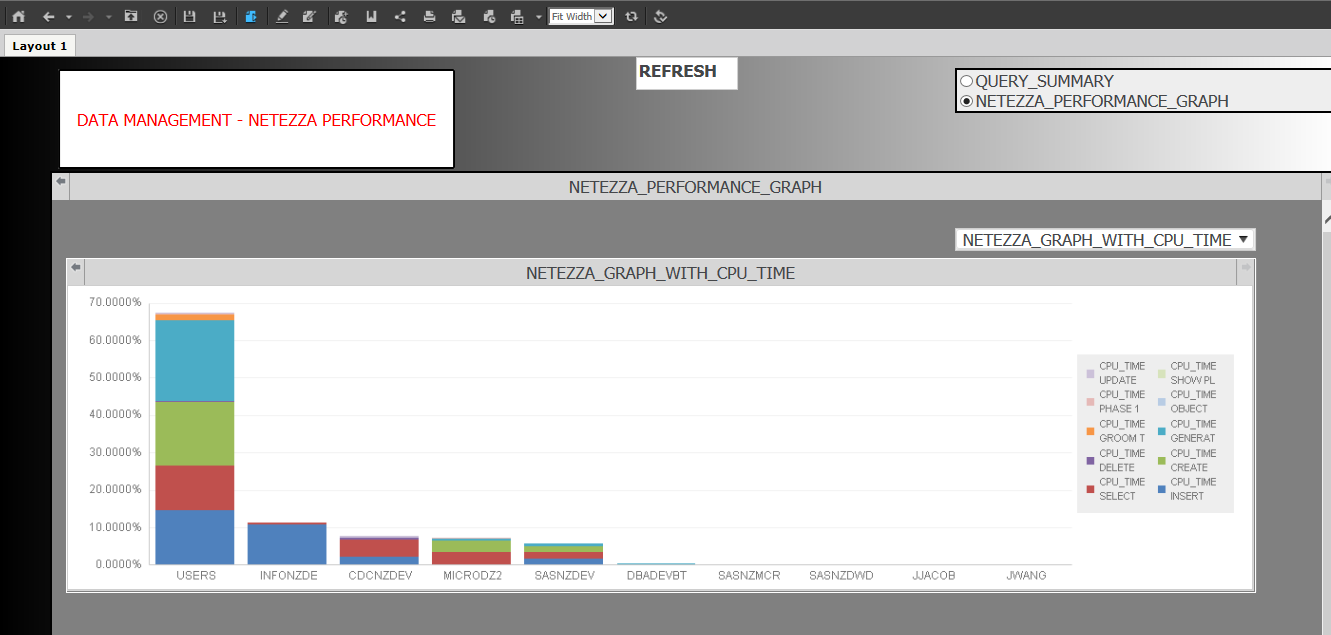 Fit Width
Layout 1
REFRESH
QUERY_SUMMARY
NETEZZA_PERFORMANCE_GRAPH
DATA MANAGEMENT - NETEZZA PERFORMANCE
NETEZZA_PERFORMANCE_GRAPH
NETEZZA_GRAPH_WITH_CPU_TIME
NETEZZA_GRAPH_WITH_CPU_TIME
70.0000%
60.0000%
50.0000%
40.0000%
30.0000%
20.0000%
10.0000%
0.0000%
USERS INFONZDE CDCNZDEV MICRODZ2 SASNZDEV DBADEVBT SASNZMCR SASNZDWD JJACOB JWANG
CPU_TIME CPU_TIME
UPDATE SHOW PL
CPU_TIME CPU_TIME
PHASE 1 OBJECT
CPU_TIME CPU_TIME
GROOM T GENERAT
CPU_TIME CPU_TIME
DELETE CREATE
CPU_TIME CPU_TIME
SELECT INSERT